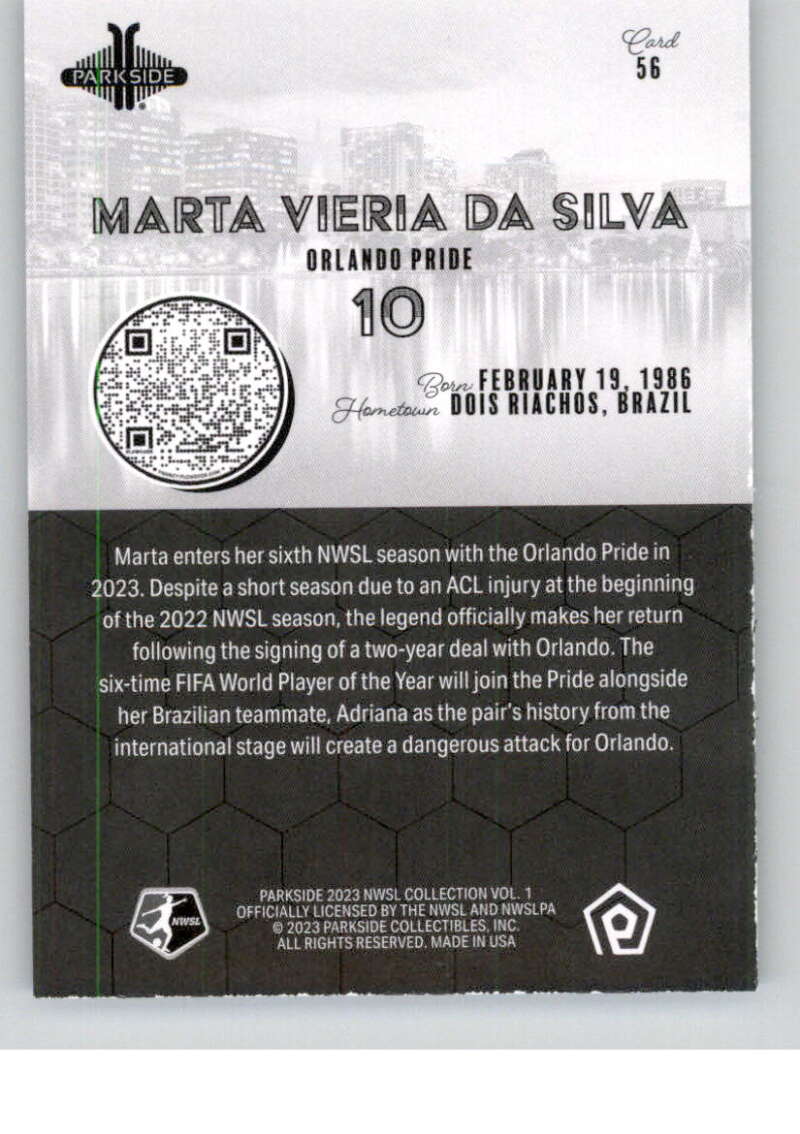 PARKSIDE
Card
56
MARTA VIERIA DA SILVA
ORLANDO PRIDE
10
Born FEBRUARY 19, 1986
Hometown DOIS RIACHOS, BRAZIL
Marta enters her sixth NWSL season with the Orlando Pride in
2023. Despite a short season due to an ACL injury at the beginning
of the 2022 NWSL season, the legend officially makes her return
following the signing of a two-year deal with Orlando. The
six-time FIFA World Player of the Year will join the Pride alongside
her Brazilian teammate, Adriana as the pair's history from the
international stage will create a dangerous attack for Orlando.
NWSL
PARKSIDE 2023 NWSL COLLECTION VOL. 1
OFFICIALLY LICENSED BY THE NWSL AND NWSLPA
© 2023 PARKSIDE COLLECTIBLES, INC.
ALL RIGHTS RESERVED. MADE IN USA